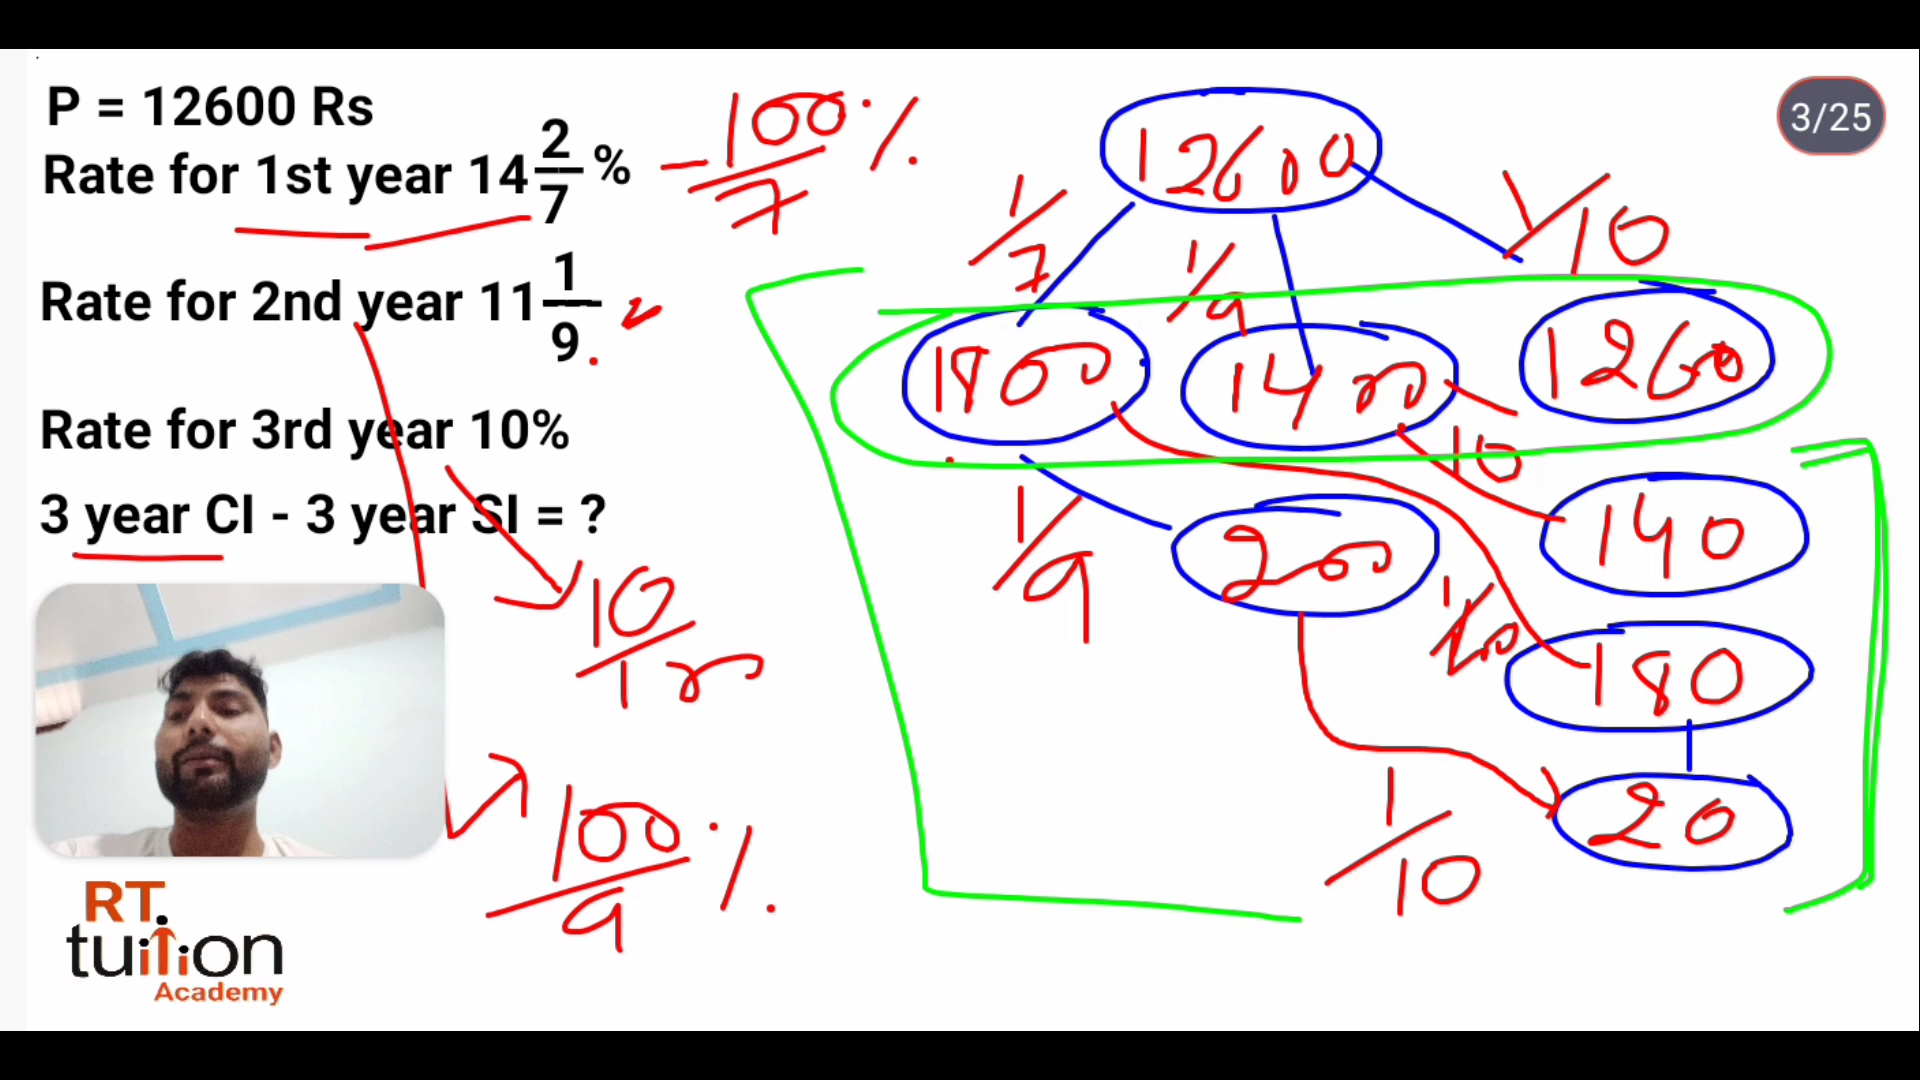 P = 12600 Rs
Rate for 1st year 14 2/7 %
Rate for 2nd year 11 1/9
Rate for 3rd year 10%
3 year CI - 3 year SI = ?
3/25
100/7 %
12600
1/7
1/9
1/10
1800
1400
1260
10
1/9
200
140
1/10
180
1/10
20
10/100
100/9 %
RT
tuition
Academy